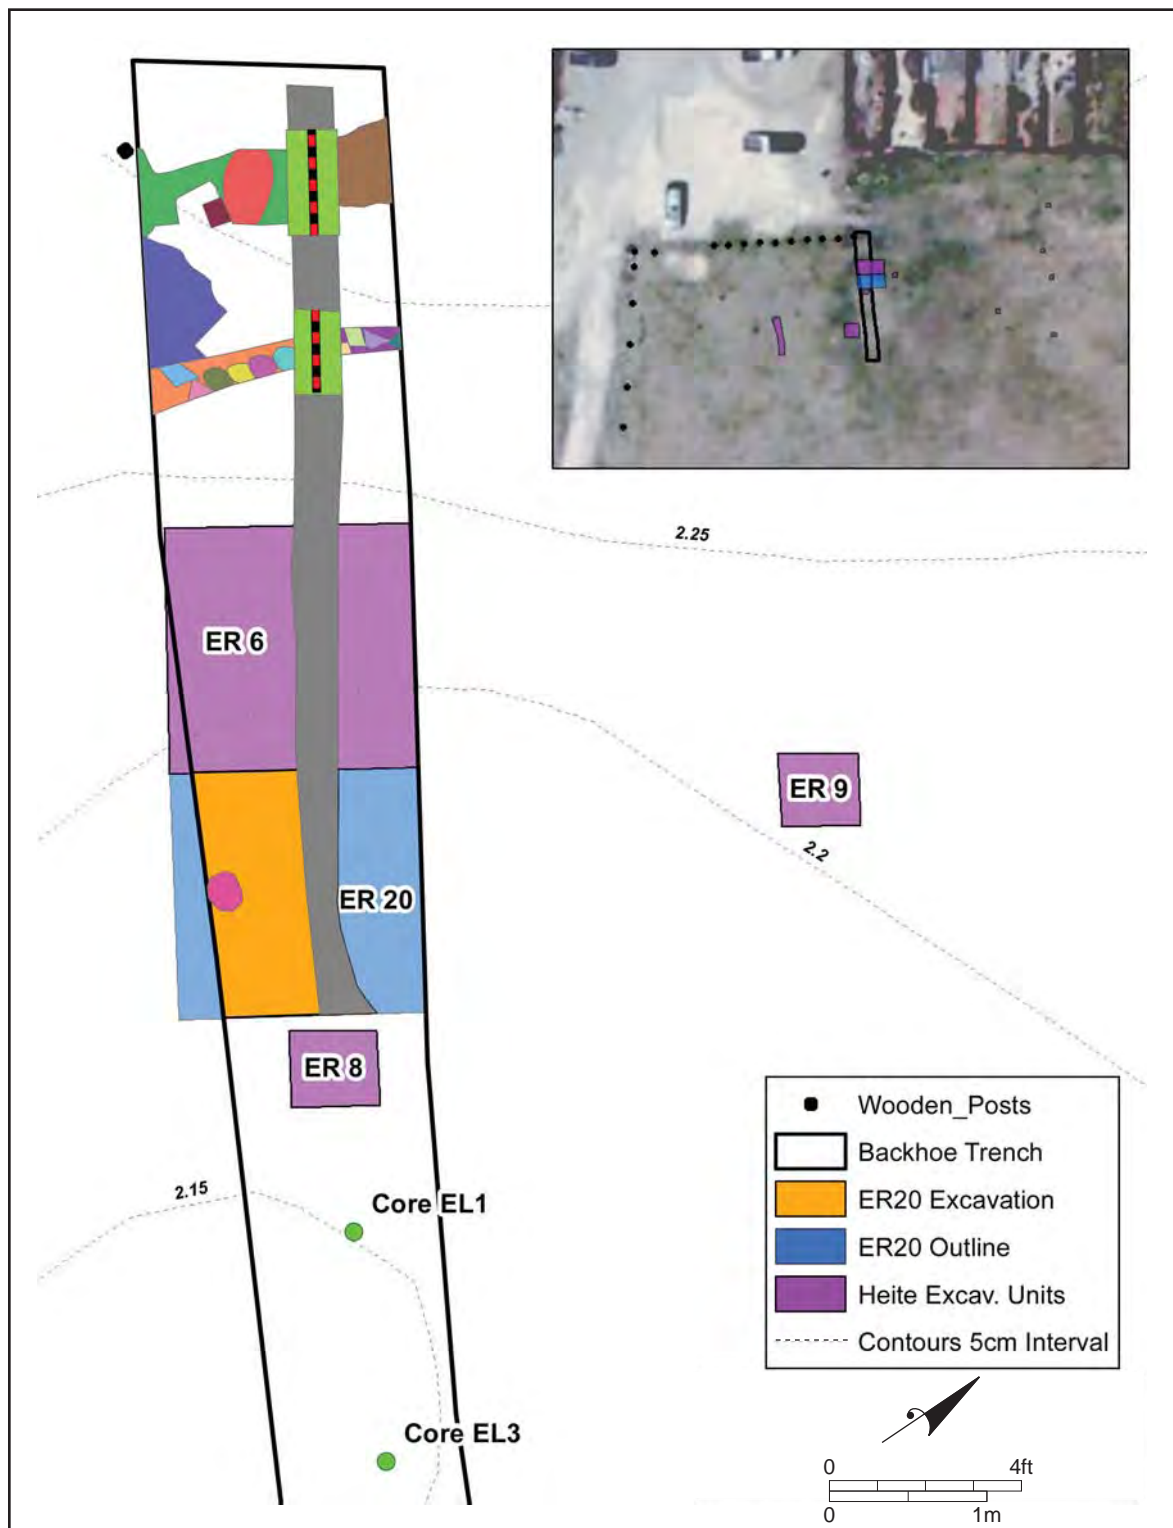 2.25
ER 6
ER 9
2.2
ER 20
ER 8
2.15
Core EL1
Core EL3
Wooden_Posts
Backhoe Trench
ER20 Excavation
ER20 Outline
Heite Excav. Units
Contours 5cm Interval
0 4ft
0 1m